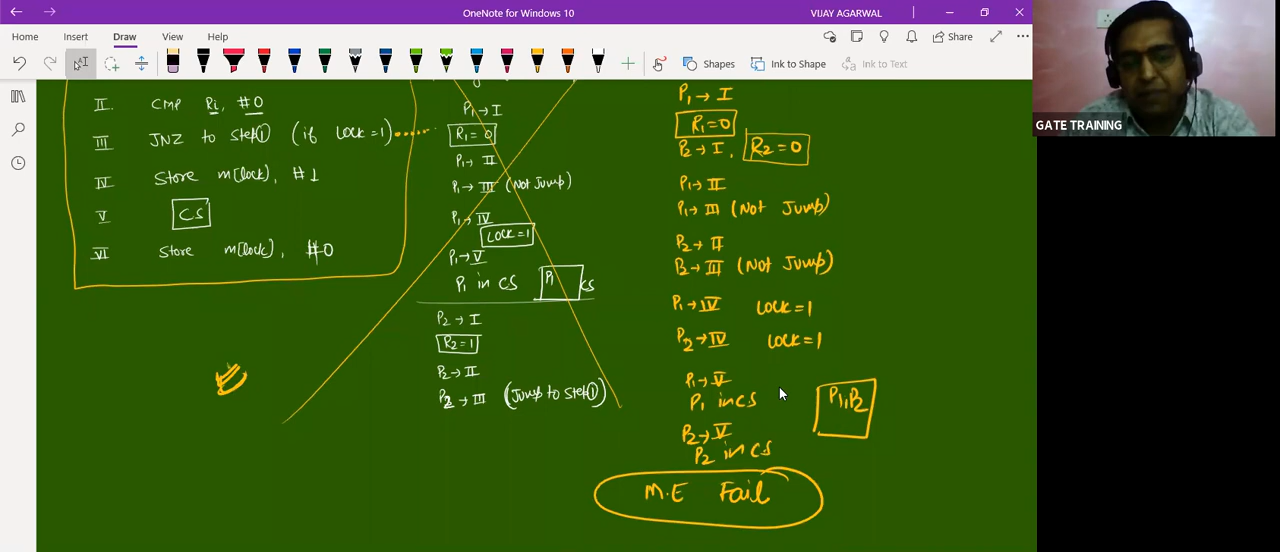 OneNote for Windows 10
VIJAY AGARWAL
Home Insert Draw View Help
Share
Shapes Ink to Shape Ink to Text
GATE TRAINING
II. CMP Ri, #0
III JNZ to step① (if Lock=1)
IV Store m[lock], #1
V CS
VI Store m[lock], #0
P1→I
R1=0
P1→II
P1→III (Not Jump)
P1→IV
Lock=1
P1→V
P1 in CS P1 CS
P2→I
R2=1
P2→II
P2→III (Jump to Step①)
P1→I
R1=0
P2→I, R2=0
P1→II
P1→III (Not Jump)
P2→II
P2→III (Not Jump)
P1→IV Lock=1
P2→IV Lock=1
P1→V
P1 in CS
P1, P2
P2→V
P2 in CS
M.E Fail